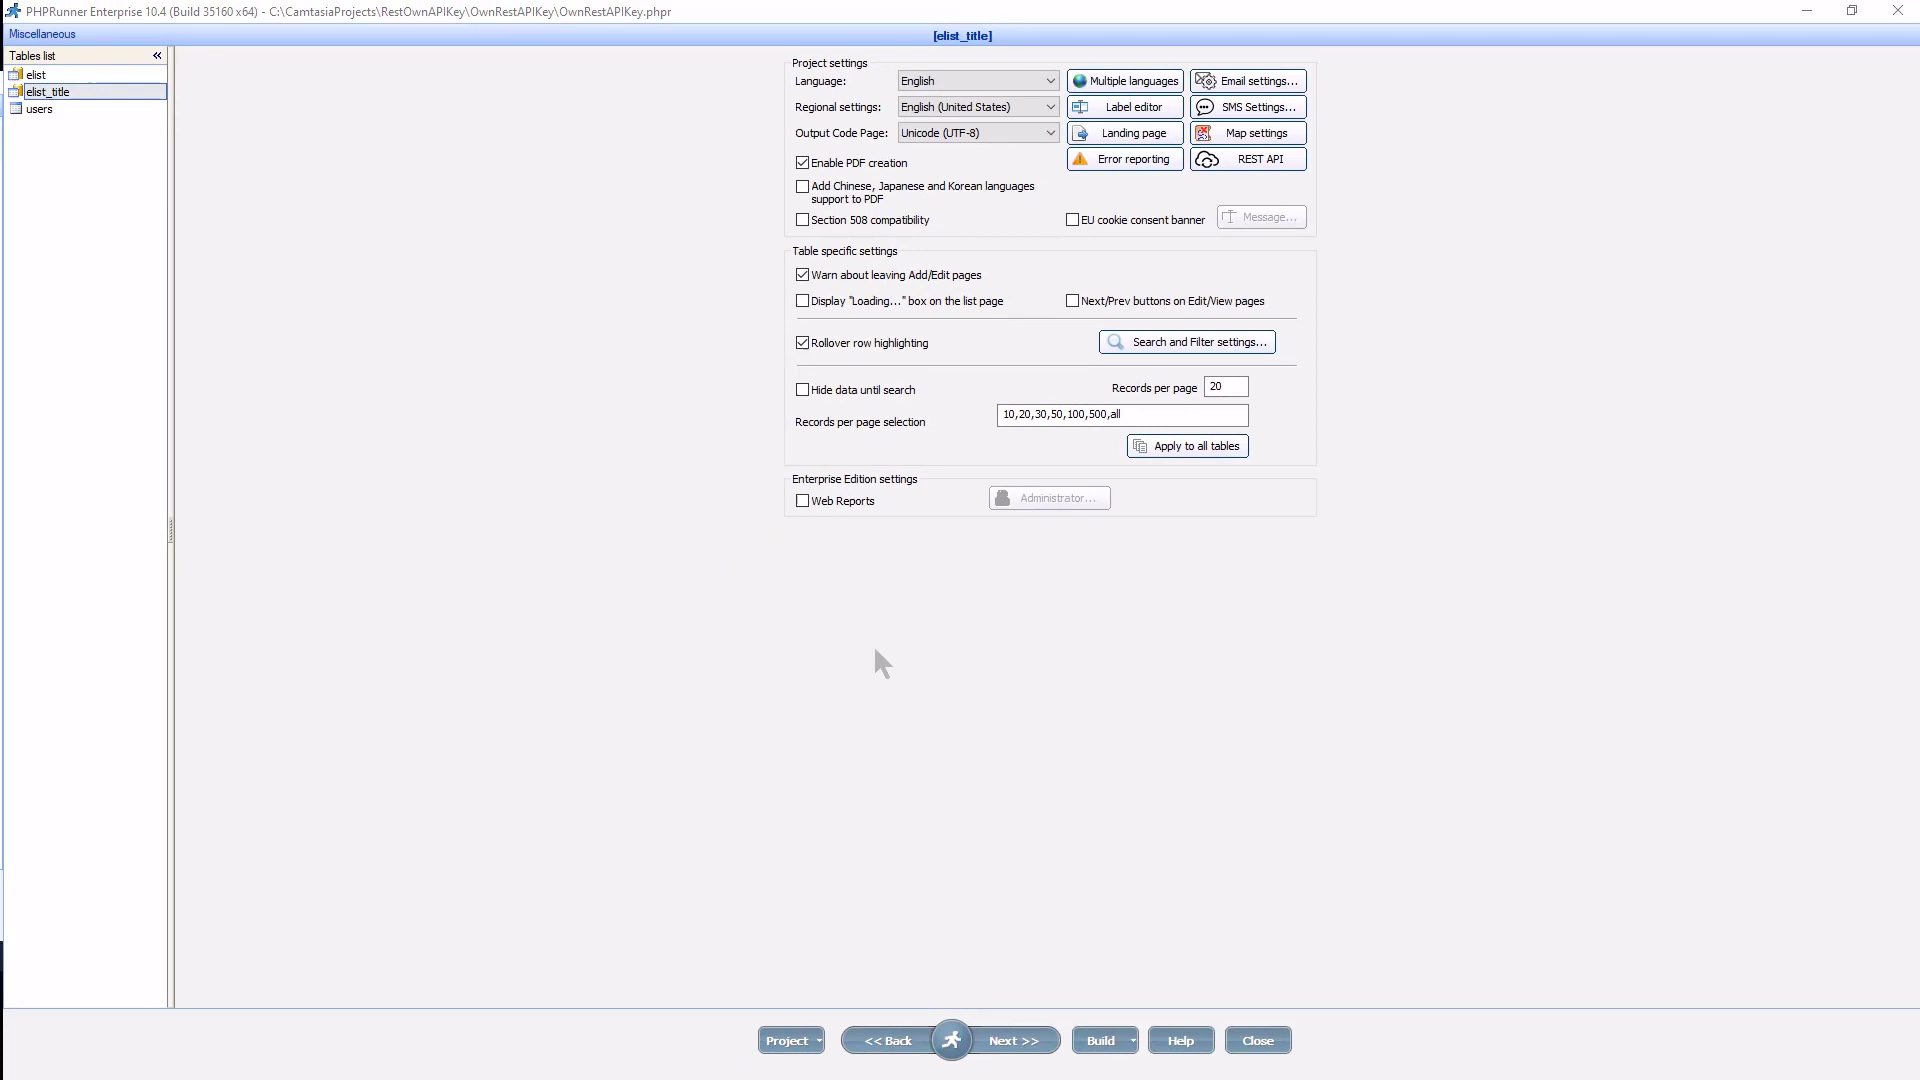 PHPRunner Enterprise 10.4 (Build 35160 x64) - C:\CamtasiaProjects\RestOwnAPIKey\OwnRestAPIKey\OwnRestAPIKey.phpr
Miscellaneous
[elist_title]
Tables list
elist
elist_title
users
Project settings
Language: English Multiple languages Email settings...
Regional settings: English (United States) Label editor SMS Settings...
Output Code Page: Unicode (UTF-8) Landing page Map settings
Enable PDF creation Error reporting REST API
Add Chinese, Japanese and Korean languages
support to PDF
Section 508 compatibility EU cookie consent banner Message...
Table specific settings
Warn about leaving Add/Edit pages
Display "Loading..." box on the list page Next/Prev buttons on Edit/View pages
Rollover row highlighting Search and Filter settings...
Hide data until search Records per page 20
Records per page selection 10,20,30,50,100,500,all
Apply to all tables
Enterprise Edition settings
Web Reports Administrator...
Project << Back Next >> Build Help Close